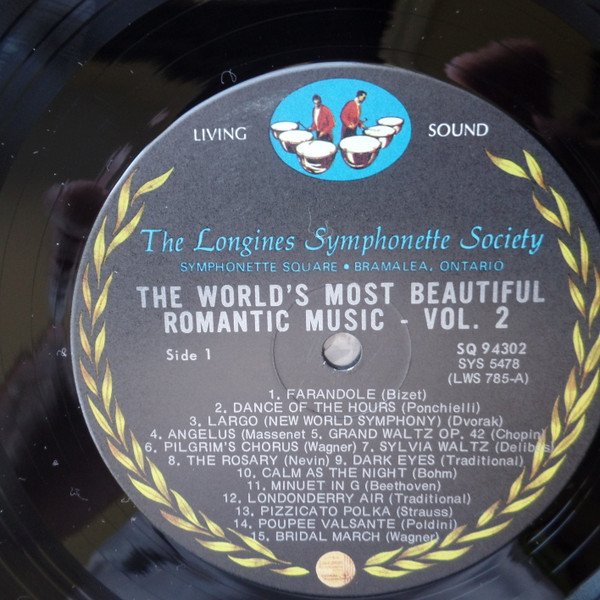 LIVING SOUND
The Longines Symphonette Society
SYMPHONETTE SQUARE • BRAMALEA, ONTARIO
THE WORLD'S MOST BEAUTIFUL
ROMANTIC MUSIC - VOL. 2
Side 1
SQ 94302
SYS 5478
(LWS 785-A)
1. FARANDOLE (Bizet)
2. DANCE OF THE HOURS (Ponchielli)
3. LARGO (NEW WORLD SYMPHONY) (Dvorak)
4. ANGELUS (Massenet 5. GRAND WALTZ OP. 42 (Chopin
6. PILGRIM'S CHORUS (Wagner) 7. SYLVIA WALTZ (Delibes
8. THE ROSARY (Nevin) 9. DARK EYES (Traditional)
10. CALM AS THE NIGHT (Bohm)
11. MINUET IN G (Beethoven)
12. LONDONDERRY AIR (Traditional)
13. PIZZICATO POLKA (Strauss)
14. POUPEE VALSANTE (Poldini)
15. BRIDAL MARCH (Wagner)